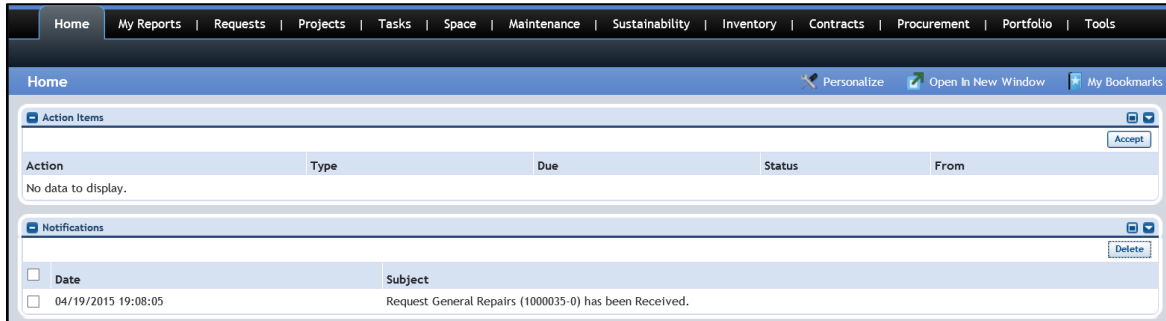 Home My Reports | Requests | Projects | Tasks | Space | Maintenance | Sustainability | Inventory | Contracts | Procurement | Portfolio | Tools
Home Personalize Open In New Window My Bookmarks
Action Items
Accept
Action Type Due Status From
No data to display.
Notifications
Delete
Date Subject
04/19/2015 19:08:05 Request General Repairs (1000035-0) has been Received.